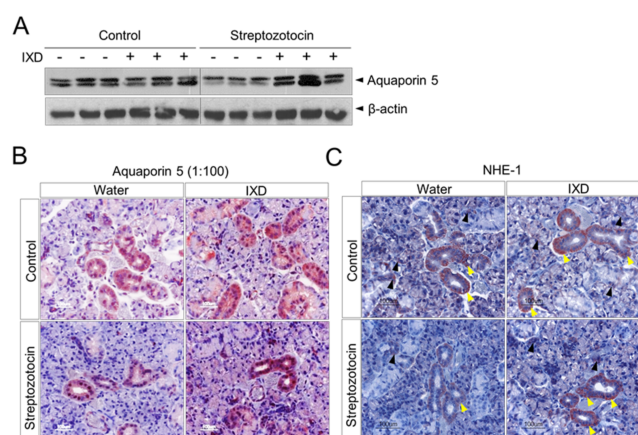 A
Control Streptozotocin
IXD - - - + + + - - - + + +
Aquaporin 5
β-actin
B
Aquaporin 5 (1:100)
Water IXD
Control
Streptozotocin
C
NHE-1
Water IXD
Control
Streptozotocin